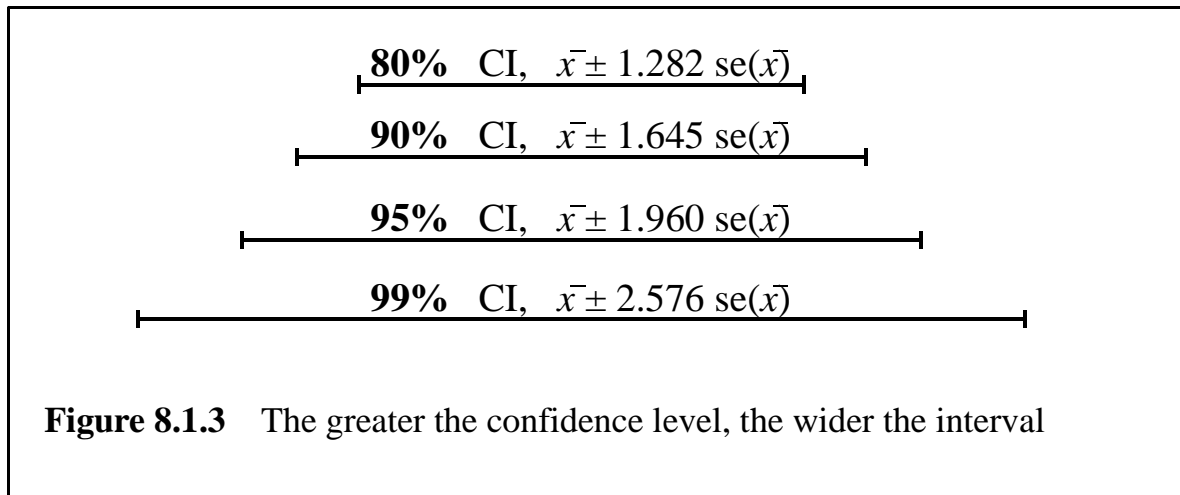 80% CI, x̄ ± 1.282 se(x̄)
90% CI, x̄ ± 1.645 se(x̄)
95% CI, x̄ ± 1.960 se(x̄)
99% CI, x̄ ± 2.576 se(x̄)
Figure 8.1.3 The greater the confidence level, the wider the interval